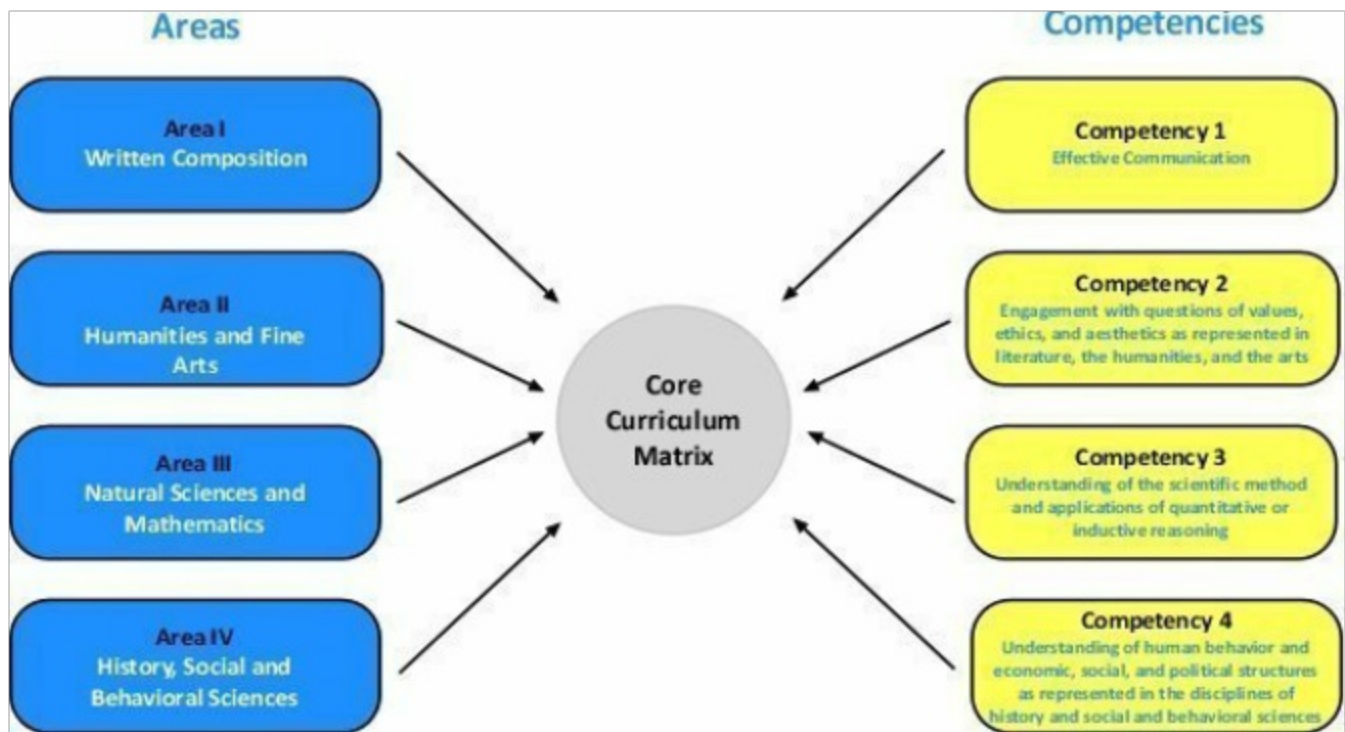 Areas
Area I
Written Composition
Area II
Humanities and Fine
Arts
Area III
Natural Sciences and
Mathematics
Area IV
History, Social and
Behavioral Sciences
Core
Curriculum
Matrix
Competencies
Competency 1
Effective Communication
Competency 2
Engagement with questions of values,
ethics, and aesthetics as represented in
literature, the humanities, and the arts
Competency 3
Understanding of the scientific method
and applications of quantitative or
inductive reasoning
Competency 4
Understanding of human behavior and
economic, social, and political structures
as represented in the disciplines of
history and social and behavioral sciences